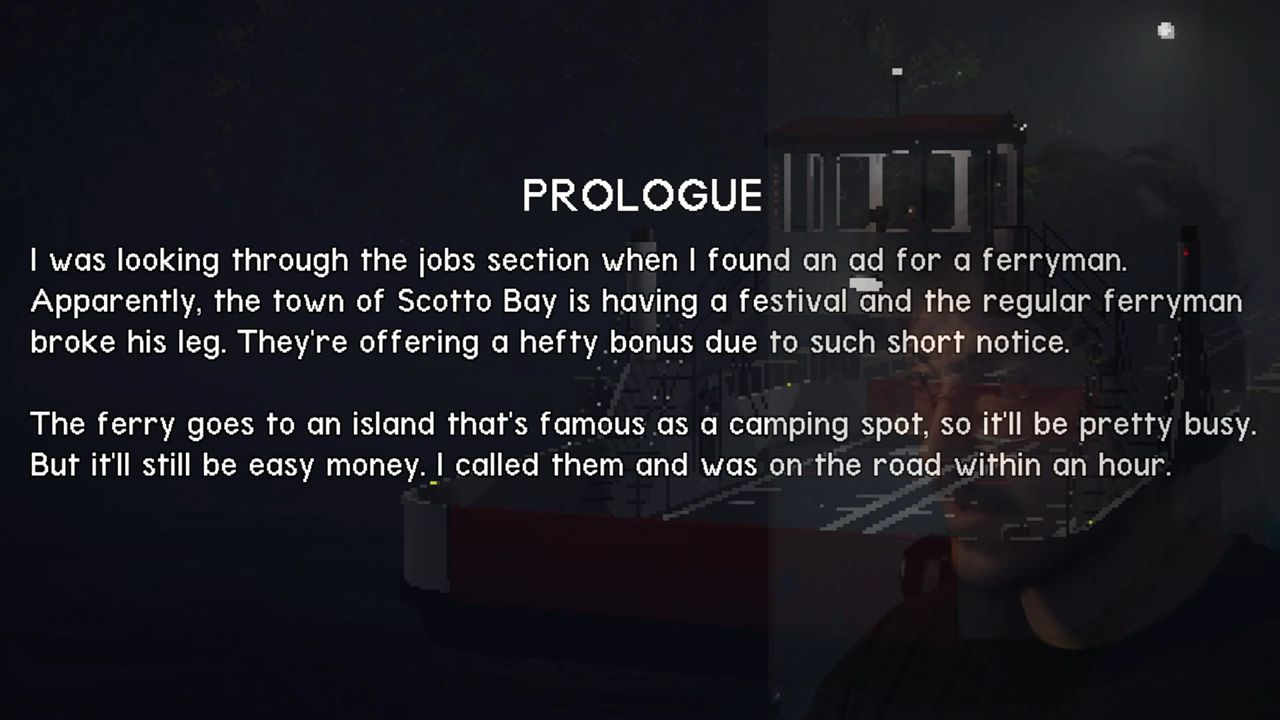 PROLOGUE
I was looking through the jobs section when I found an ad for a ferryman.
Apparently, the town of Scotto Bay is having a festival and the regular ferryman
broke his leg. They're offering a hefty bonus due to such short notice.
The ferry goes to an island that's famous as a camping spot, so it'll be pretty busy.
But it'll still be easy money. I called them and was on the road within an hour.